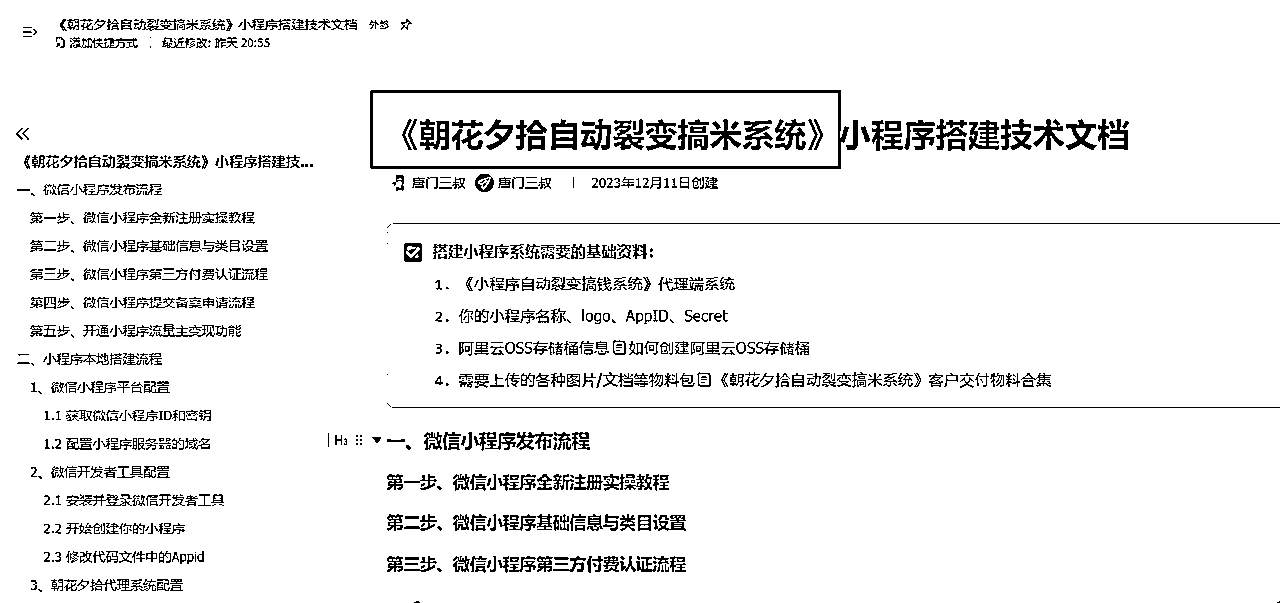 《朝花夕拾自动裂变搞米系统》小程序搭建技术文档 外部
添加快捷方式 | 最近修改: 昨天 20:55
《朝花夕拾自动裂变搞米系统》小程序搭建技...
一、微信小程序发布流程
第一步、微信小程序全新注册实操教程
第二步、微信小程序基础信息与类目设置
第三步、微信小程序第三方付费认证流程
第四步、微信小程序提交备案申请流程
第五步、开通小程序流量主变现功能
二、小程序本地搭建流程
1、微信小程序平台配置
1.1 获取微信小程序ID和密钥
1.2 配置小程序服务器的域名
2、微信开发者工具配置
2.1 安装并登录微信开发者工具
2.2 开始创建你的小程序
2.3 修改代码文件中的Appid
3、朝花夕拾代理系统配置
《朝花夕拾自动裂变搞米系统》小程序搭建技术文档
唐门三叔 唐门三叔 | 2023年12月11日创建
搭建小程序系统需要的基础资料：
1. 《小程序自动裂变搞钱系统》代理端系统
2. 你的小程序名称、logo、AppID、Secret
3. 阿里云OSS存储桶信息 如何创建阿里云OSS存储桶
4. 需要上传的各种图片/文档等物料包 《朝花夕拾自动裂变搞米系统》客户交付物料合集
H3 一、微信小程序发布流程
第一步、微信小程序全新注册实操教程
第二步、微信小程序基础信息与类目设置
第三步、微信小程序第三方付费认证流程